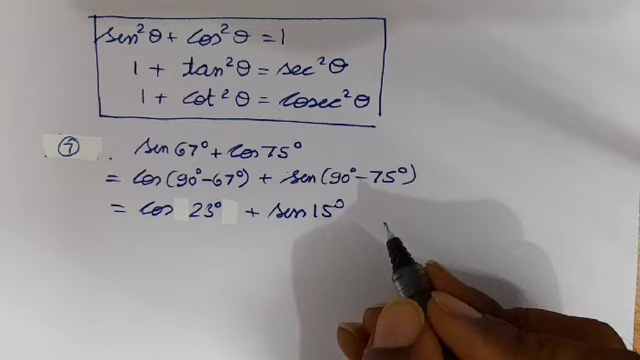 sin²θ + cos²θ = 1
1 + tan²θ = sec²θ
1 + cot²θ = cosec²θ
⑦ . sin 67° + cos 75°
= cos (90° - 67°) + sin (90° - 75°)
= cos 23° + sin 15°